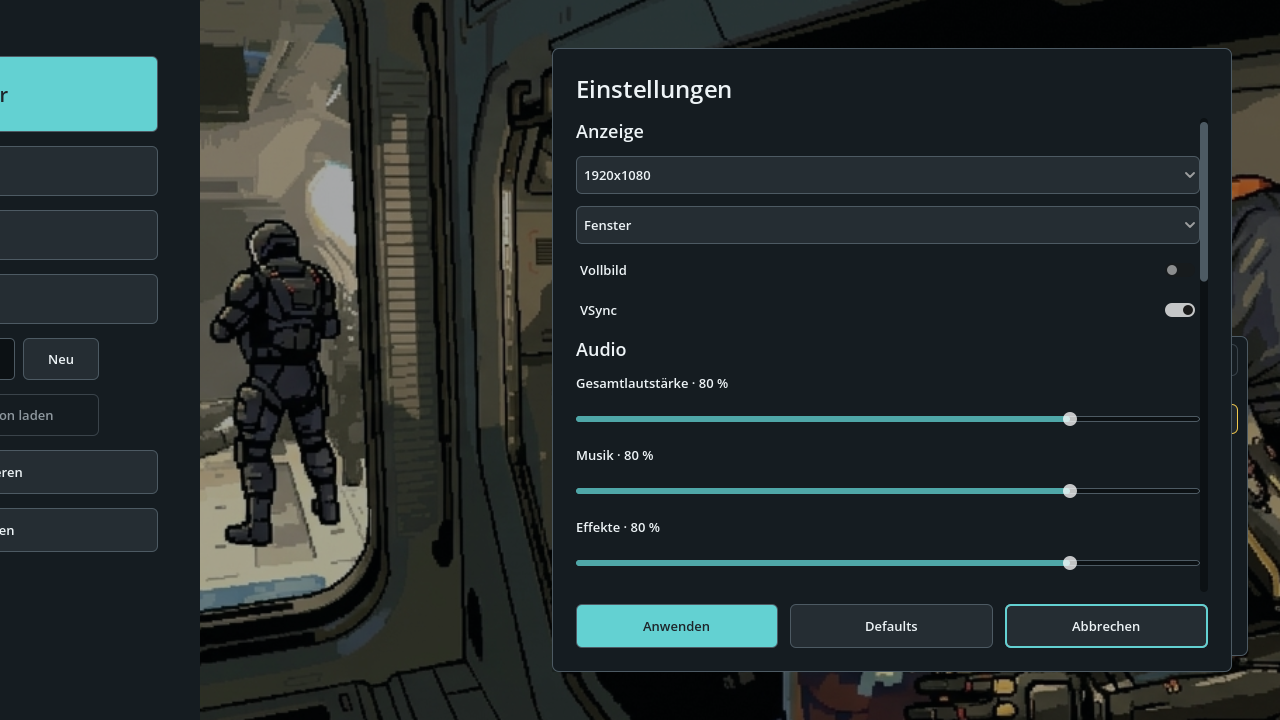 r
Neu
on laden
eren
en
Einstellungen
Anzeige
1920x1080
Fenster
Vollbild
VSync
Audio
Gesamtlautstärke · 80 %
Musik · 80 %
Effekte · 80 %
Anwenden
Defaults
Abbrechen